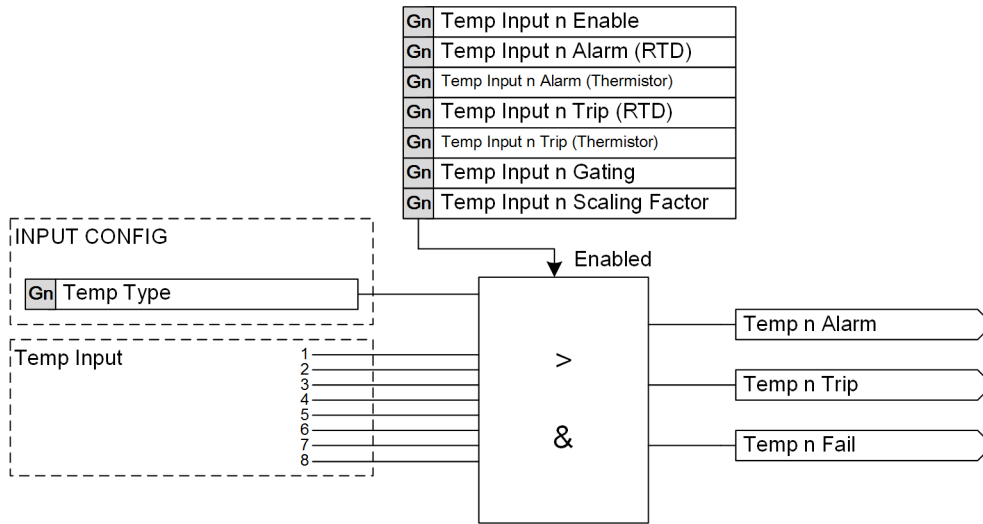 Gn Temp Input n Enable
Gn Temp Input n Alarm (RTD)
Gn Temp Input n Alarm (Thermistor)
Gn Temp Input n Trip (RTD)
Gn Temp Input n Trip (Thermistor)
Gn Temp Input n Gating
Gn Temp Input n Scaling Factor
INPUT CONFIG
Gn Temp Type
Enabled
Temp Input
1
2
3
4
5
6
7
8
>
&
Temp n Alarm
Temp n Trip
Temp n Fail